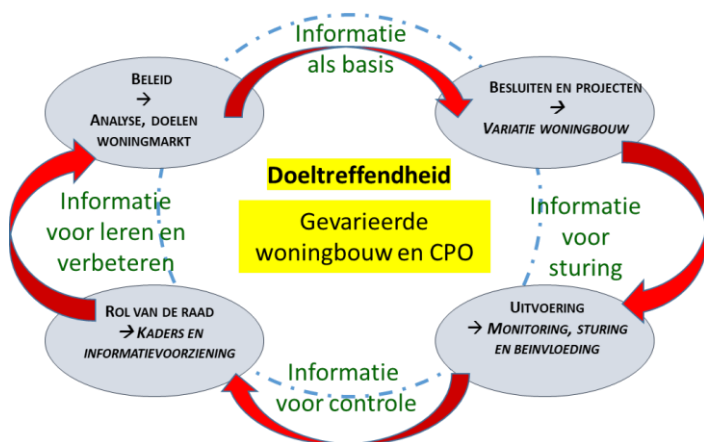 Informatie
als basis
BELEID
→
ANALYSE, DOELEN
WONINGMARKT
BESLUITEN EN PROJECTEN
→
VARIATIE WONINGBOUW
Doeltreffendheid
Gevarieerde
woningbouw en CPO
Informatie
voor leren en
verbeteren
Informatie
voor
sturing
ROL VAN DE RAAD
→ KADERS EN
INFORMATIEVOORZIENING
UITVOERING
→ MONITORING, STURING
EN BEINVLOEDING
Informatie
voor controle